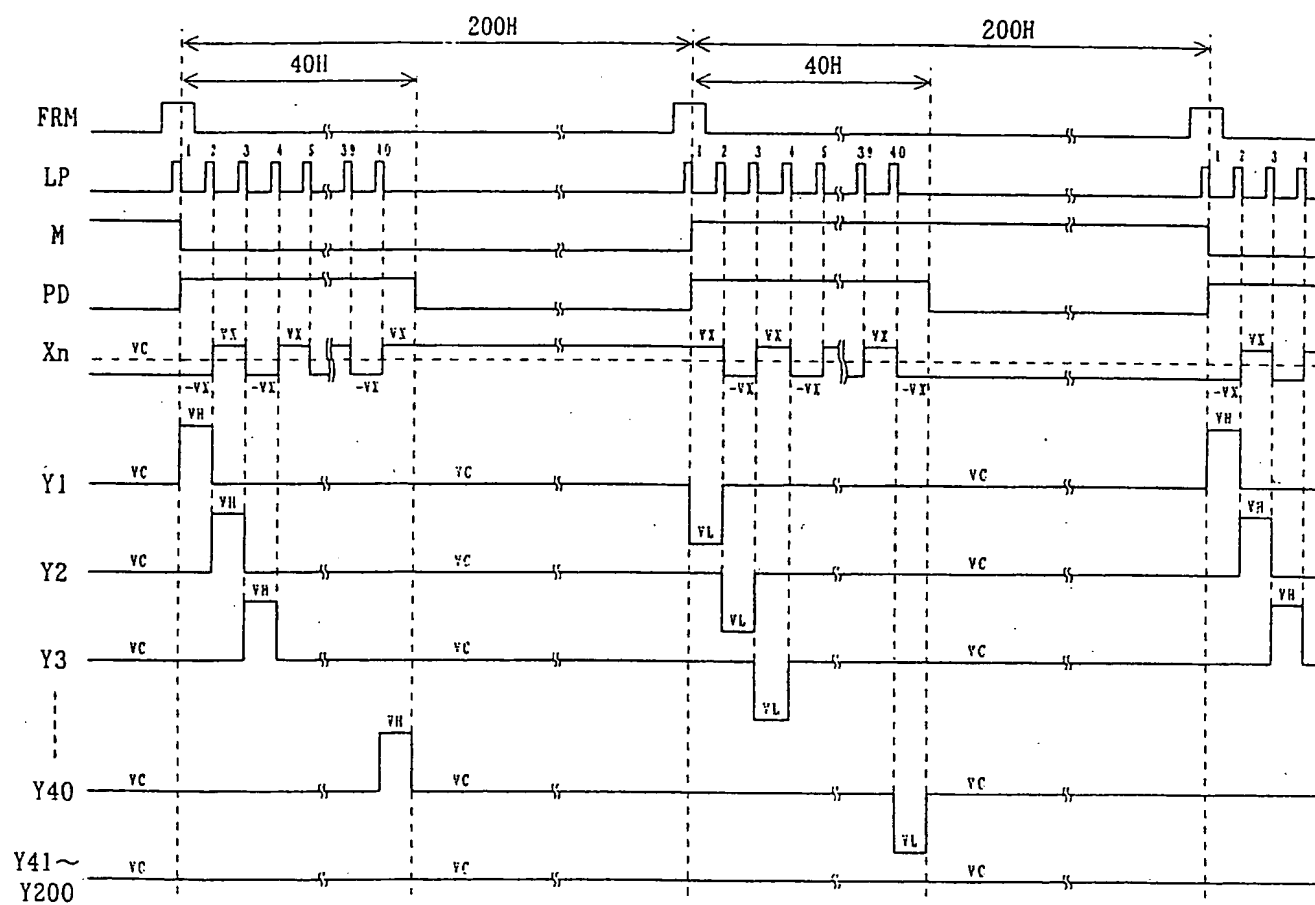 200H 200H
40H 40H
FRM
1 2 3 4 5 39 40 1 2 3 4 5 39 40 1 2 3 4
LP
M
PD
VX VX VX VX VX VX VX
Xn VC
-VX -VX -VX -VX -VX -VX -VX
VH VH
Y1 VC VC VC
VL
VH VH
Y2 VC VC VC
VL
VH VH
Y3 VC VC VC
VL
VH
Y40 VC VC VC
VL
Y41~ VC VC VC
Y200